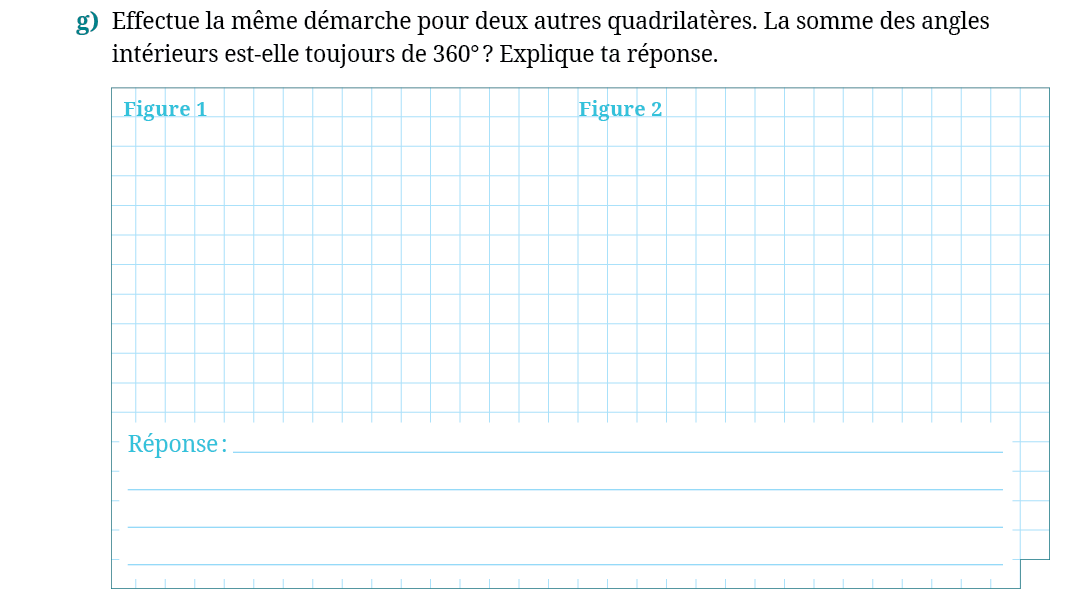 g) Effectue la même démarche pour deux autres quadrilatères. La somme des angles
intérieurs est-elle toujours de 360° ? Explique ta réponse.
Figure 1 Figure 2
Réponse :